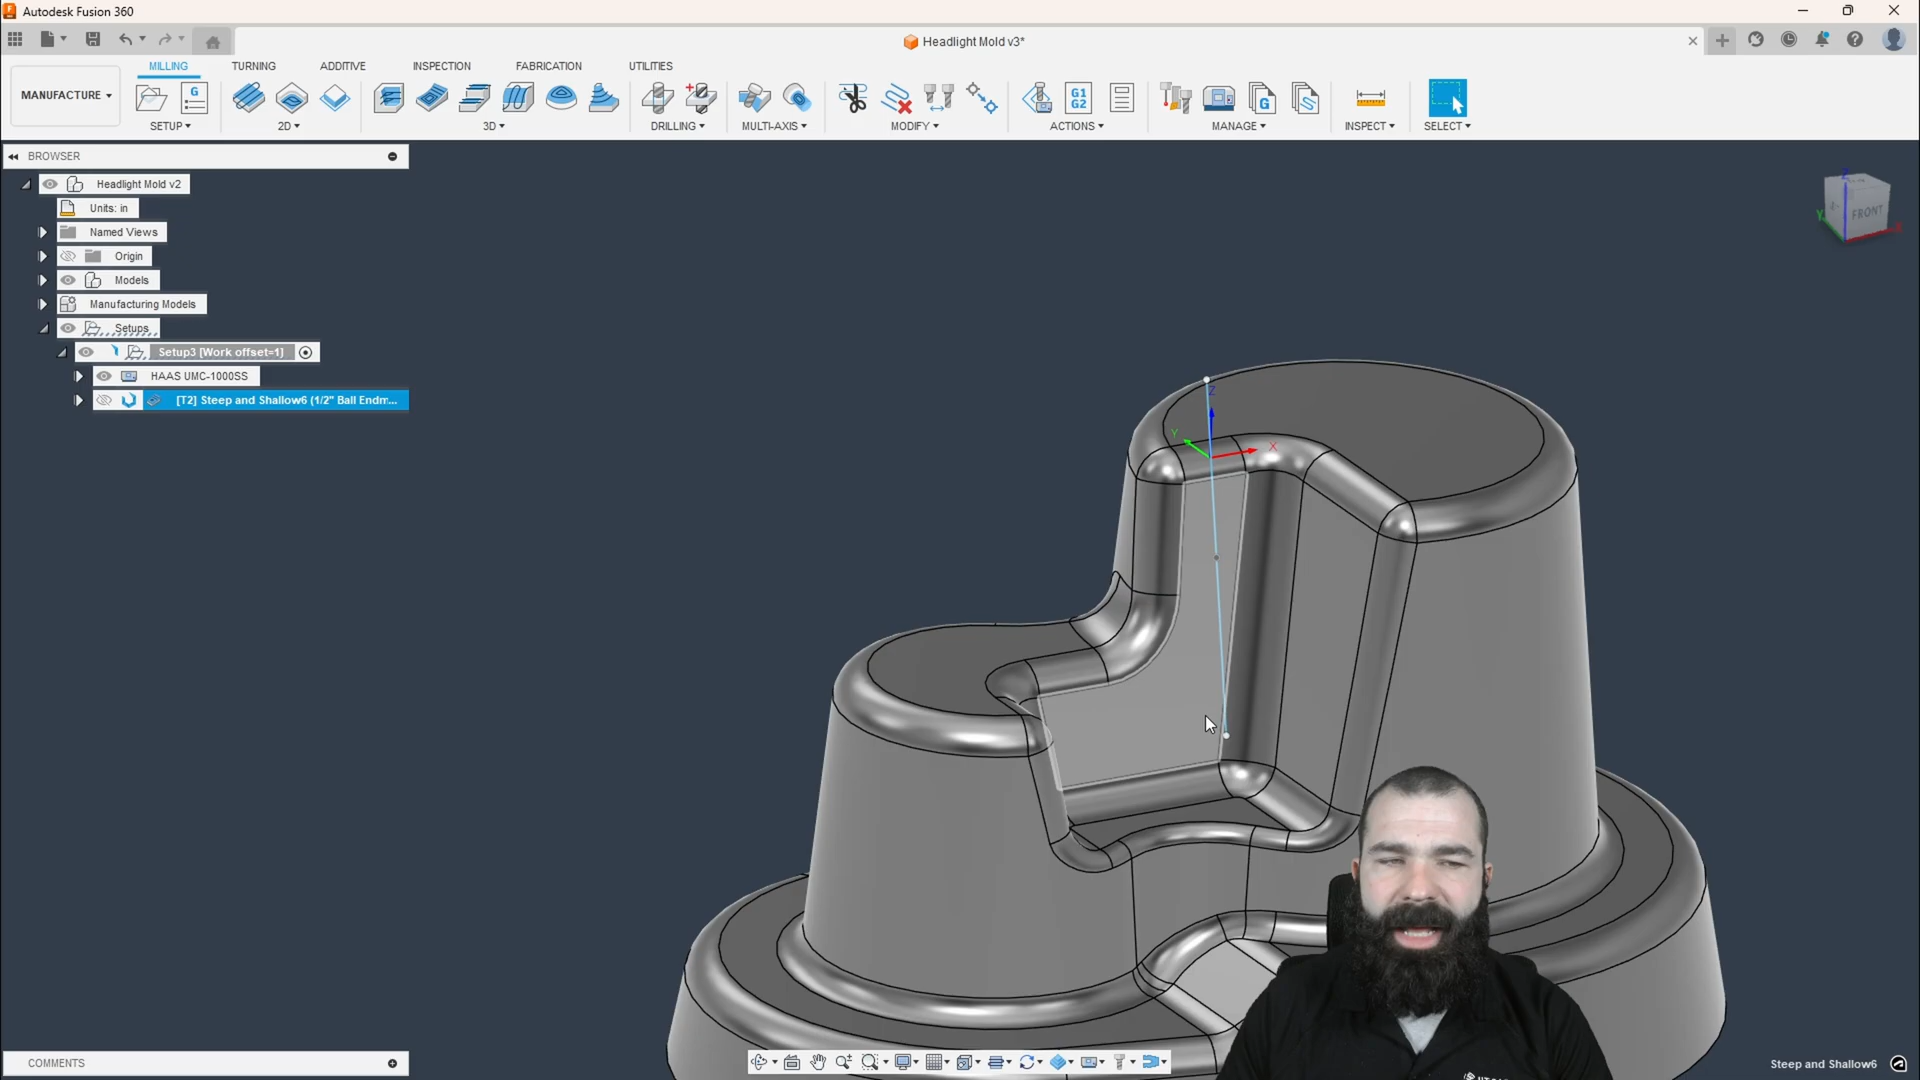 Autodesk Fusion 360
Headlight Mold v3*
MILLING TURNING ADDITIVE INSPECTION FABRICATION UTILITIES
MANUFACTURE
SETUP 2D 3D DRILLING MULTI-AXIS MODIFY ACTIONS MANAGE INSPECT SELECT
G
G1
G2
G
S
BROWSER
Headlight Mold v2
Units: in
Named Views
Origin
Models
Manufacturing Models
Setups
Setup3 [Work offset=1]
HAAS UMC-1000SS
[T2] Steep and Shallow6 (1/2" Ball Endm...
Z
FRONT
Y
X
Z
Y
X
COMMENTS
Steep and Shallow6